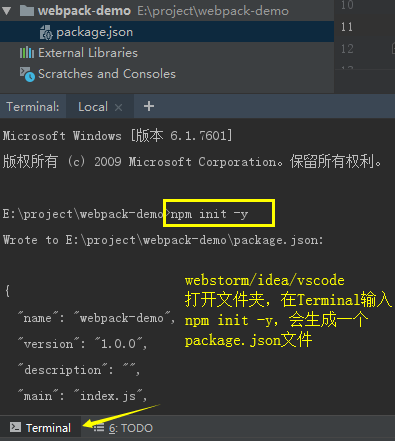 webpack-demo E:\project\webpack-demo
package.json
External Libraries
Scratches and Consoles
10
11
12
13
Terminal: Local × +
Microsoft Windows [版本 6.1.7601]
版权所有 (c) 2009 Microsoft Corporation。保留所有权利。
E:\project\webpack-demo>npm init -y
Wrote to E:\project\webpack-demo\package.json:
{
"name": "webpack-demo",
"version": "1.0.0",
"description": "",
"main": "index.js",
webstorm/idea/vscode
打开文件夹，在Terminal输入
npm init -y，会生成一个
package.json文件
Terminal
6: TODO